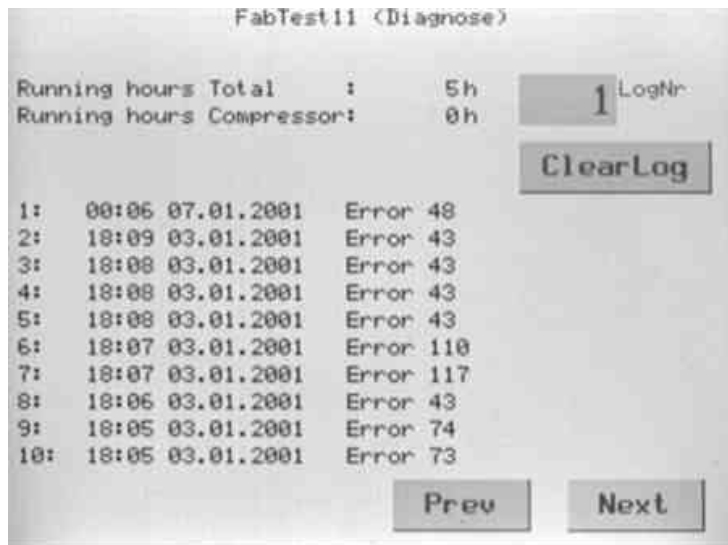 FabTest11 (Diagnose)
Running hours Total : 5h
Running hours Compressor: 0h
1 LogNr
ClearLog
1: 00:06 07.01.2001 Error 48
2: 18:09 03.01.2001 Error 43
3: 18:08 03.01.2001 Error 43
4: 18:08 03.01.2001 Error 43
5: 18:08 03.01.2001 Error 43
6: 18:07 03.01.2001 Error 110
7: 18:07 03.01.2001 Error 117
8: 18:06 03.01.2001 Error 43
9: 18:05 03.01.2001 Error 74
10: 18:05 03.01.2001 Error 73
Prev Next